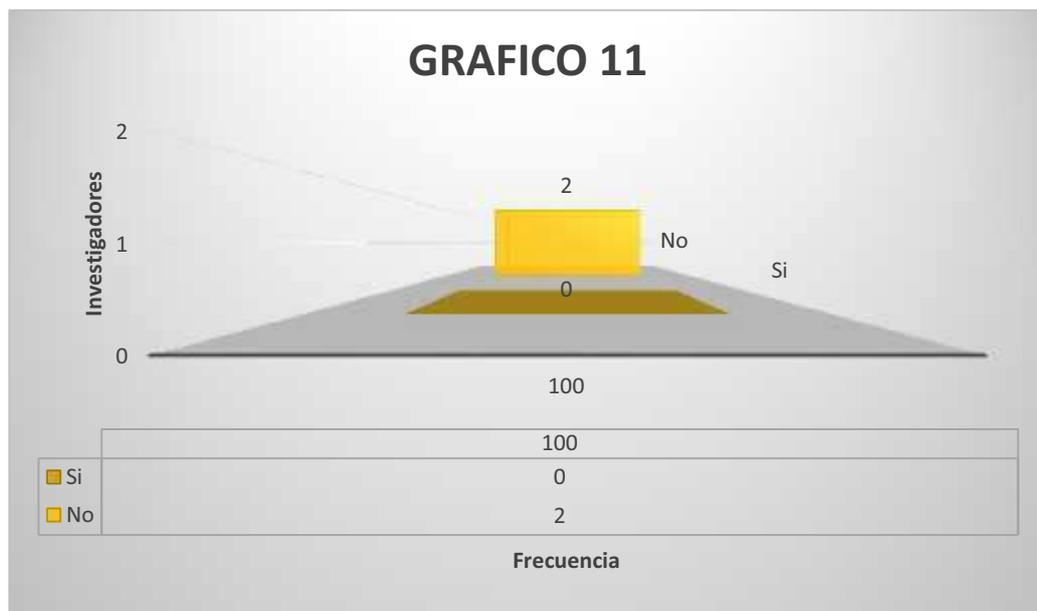 GRAFICO 11
2
2
Investigadores
1
No
Si
0
0
100
100
Si 0
No 2
Frecuencia